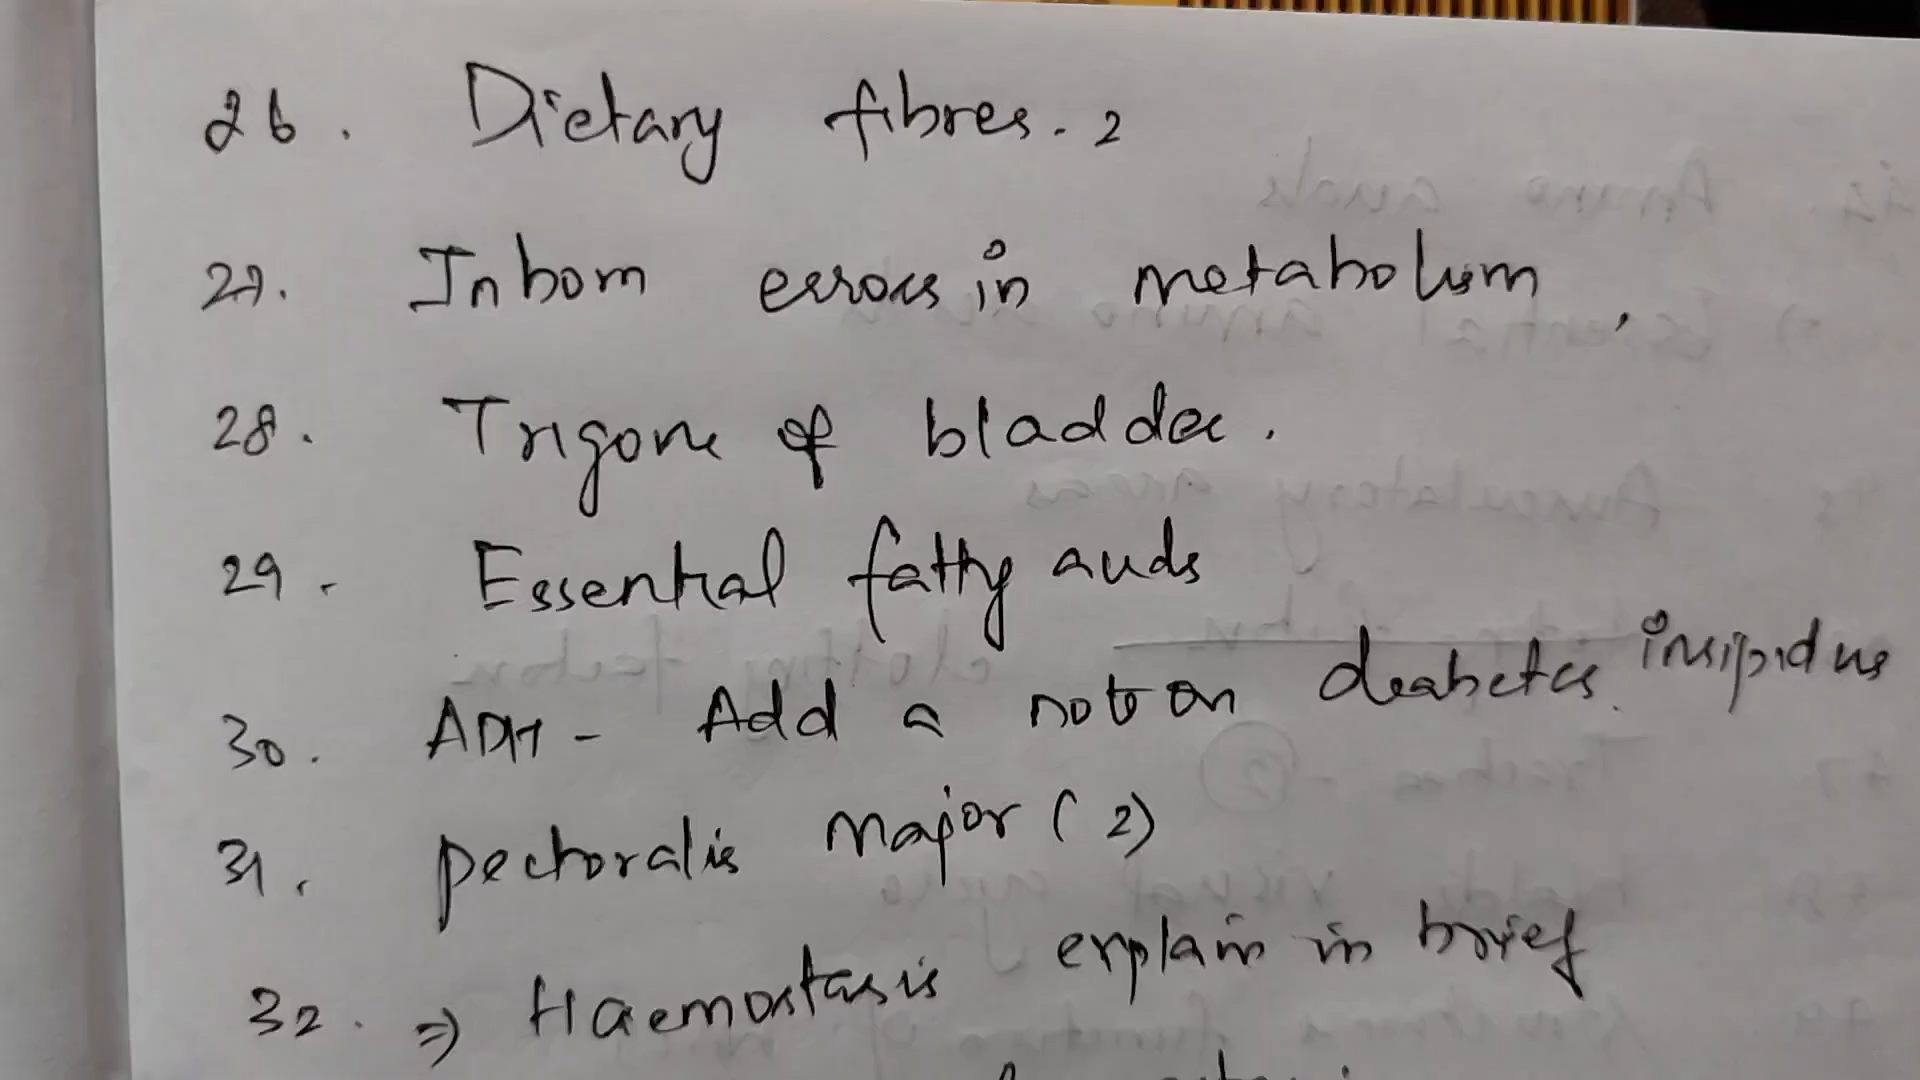 26. Dietary fibres. 2
27. Inborn errors in metabolism,
28. Trigone of bladder.
29. Essential fatty acids
30. ADH - Add a note on diabetes insipidus
31. Pectoralis Major (2)
32. ⇒ Haemostasis explain in brief